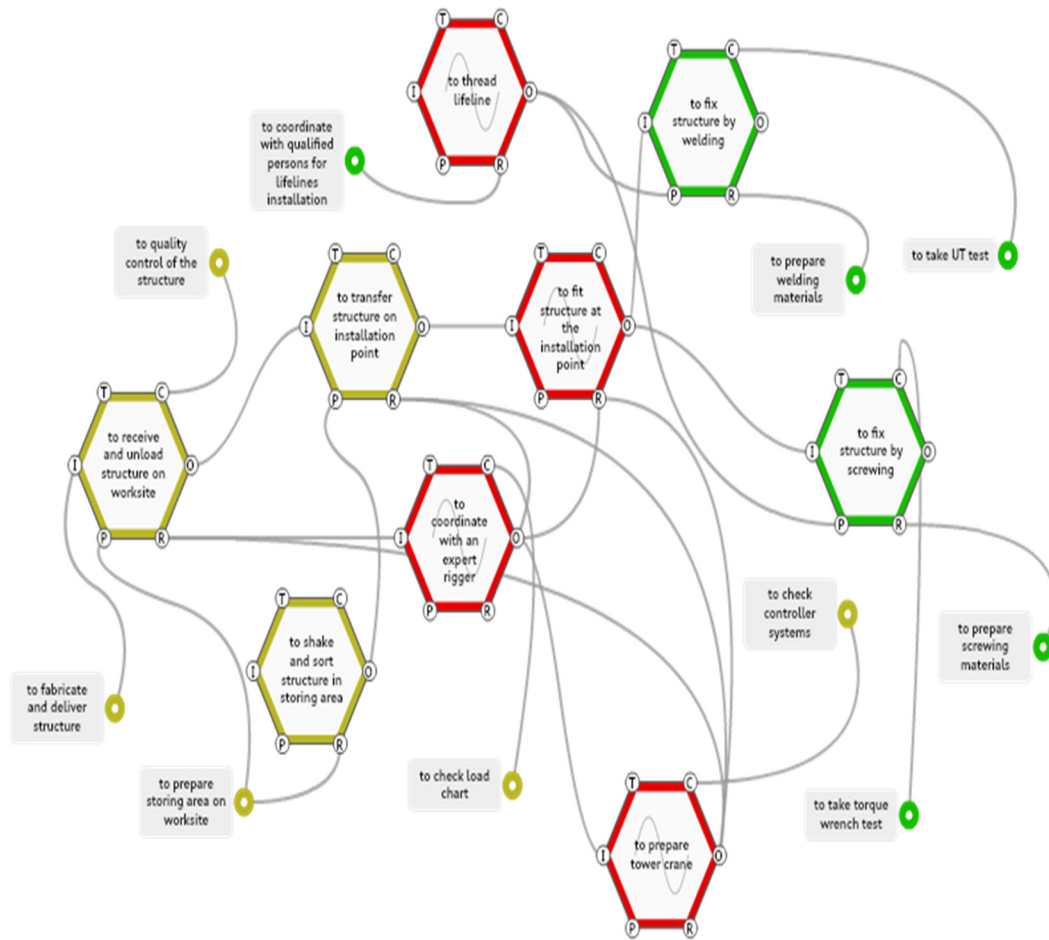 T
C
to thread
lifeline
I
O
P
R
T
C
to fix
structure by
welding
I
O
P
R
to coordinate
with qualified
persons for
lifelines
installation
to quality
control of the
structure
to prepare
welding
materials
to take UT test
T
C
to transfer
structure on
installation
point
I
O
P
R
T
C
to fit
structure at
the
installation
point
I
O
P
R
T
C
to receive
and unload
structure on
worksite
I
O
P
R
T
C
to fix
structure by
screwing
I
O
P
R
T
C
to
coordinate
with an
expert
rigger
I
O
P
R
T
C
to shake
and sort
structure in
storing area
I
O
P
R
to check
controller
systems
to prepare
screwing
materials
to fabricate
and deliver
structure
to prepare
storing area on
worksite
to check load
chart
to take torque
wrench test
T
C
to prepare
tower crane
I
O
P
R